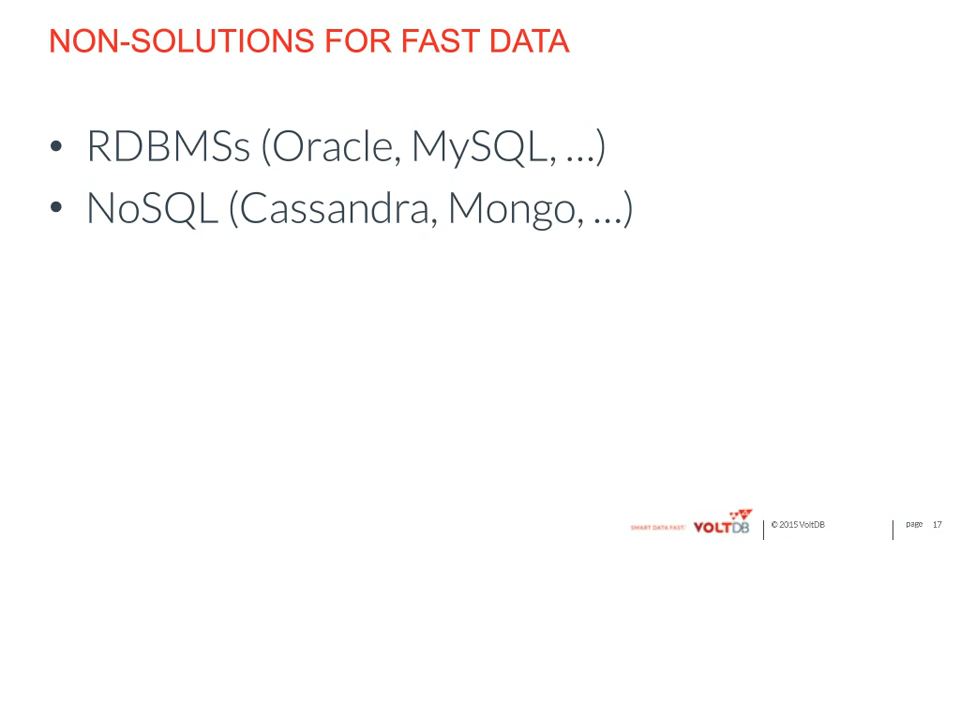 NON-SOLUTIONS FOR FAST DATA
• RDBMSs (Oracle, MySQL, …)
• NoSQL (Cassandra, Mongo, …)
SMART DATA FAST. VOLTDB © 2015 VoltDB page 17